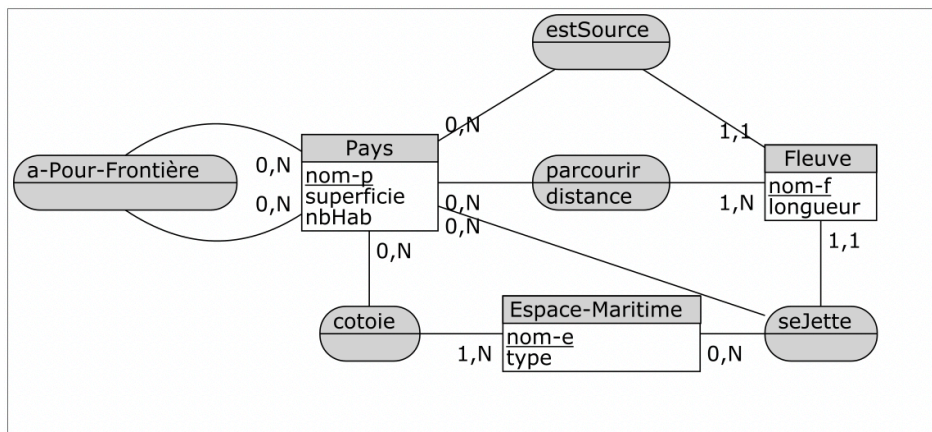 estSource
0,N
1,1
a-Pour-Frontière
0,N
0,N
Pays
nom-p
superficie
nbHab
0,N
0,N
parcourir
distance
1,N
Fleuve
nom-f
longueur
0,N
1,1
cotoie
1,N
Espace-Maritime
nom-e
type
0,N
seJette